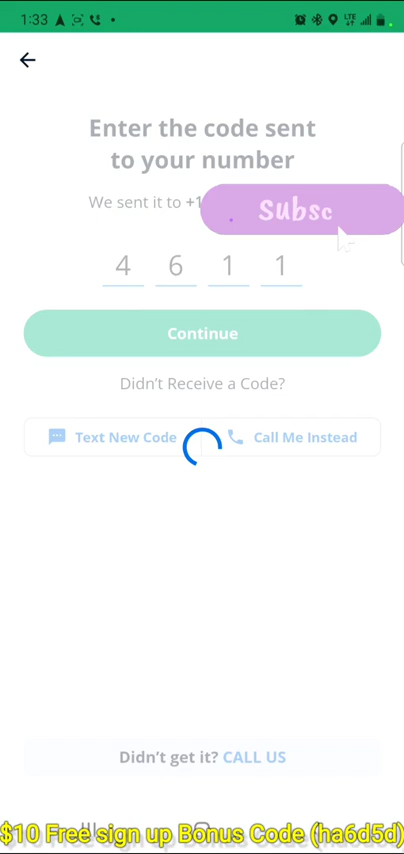 1:33
LTE
Enter the code sent
to your number
We sent it to +1
Subsc
4 6 1 1
Continue
Didn't Receive a Code?
Text New Code
Call Me Instead
Didn't get it? CALL US
$10 Free sign up Bonus Code (ha6d5d)